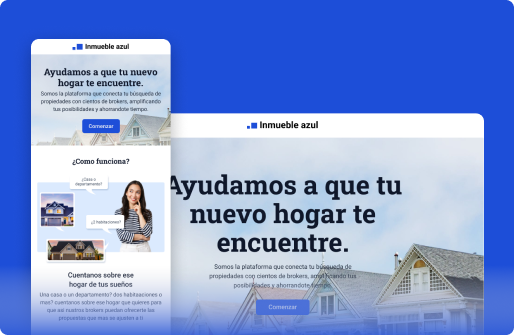 Inmueble azul
Ayudamos a que tu nuevo
hogar te encuentre.
Somos la plataforma que conecta tu búsqueda de
propiedades con cientos de brokers, amplificando
tus posibilidades y ahorrandote tiempo.
Comenzar
¿Como funciona?
¿Casa o
departamento?
¿2 habitaciones?
Cuentanos sobre ese
hogar de tus sueños
Una casa o un departamento? dos habitaciones o
mas? cuentanos sobre ese hogar que quieres para
que asi nuestros brokers puedan ofrecerte las
propuestas que mas se ajusten a ti
Inmueble azul
Ayudamos a que tu
nuevo hogar te
encuentre.
Somos la plataforma que conecta tu búsqueda de
propiedades con cientos de brokers, amplificando tus
posibilidades y ahorrandote tiempo.
Comenzar